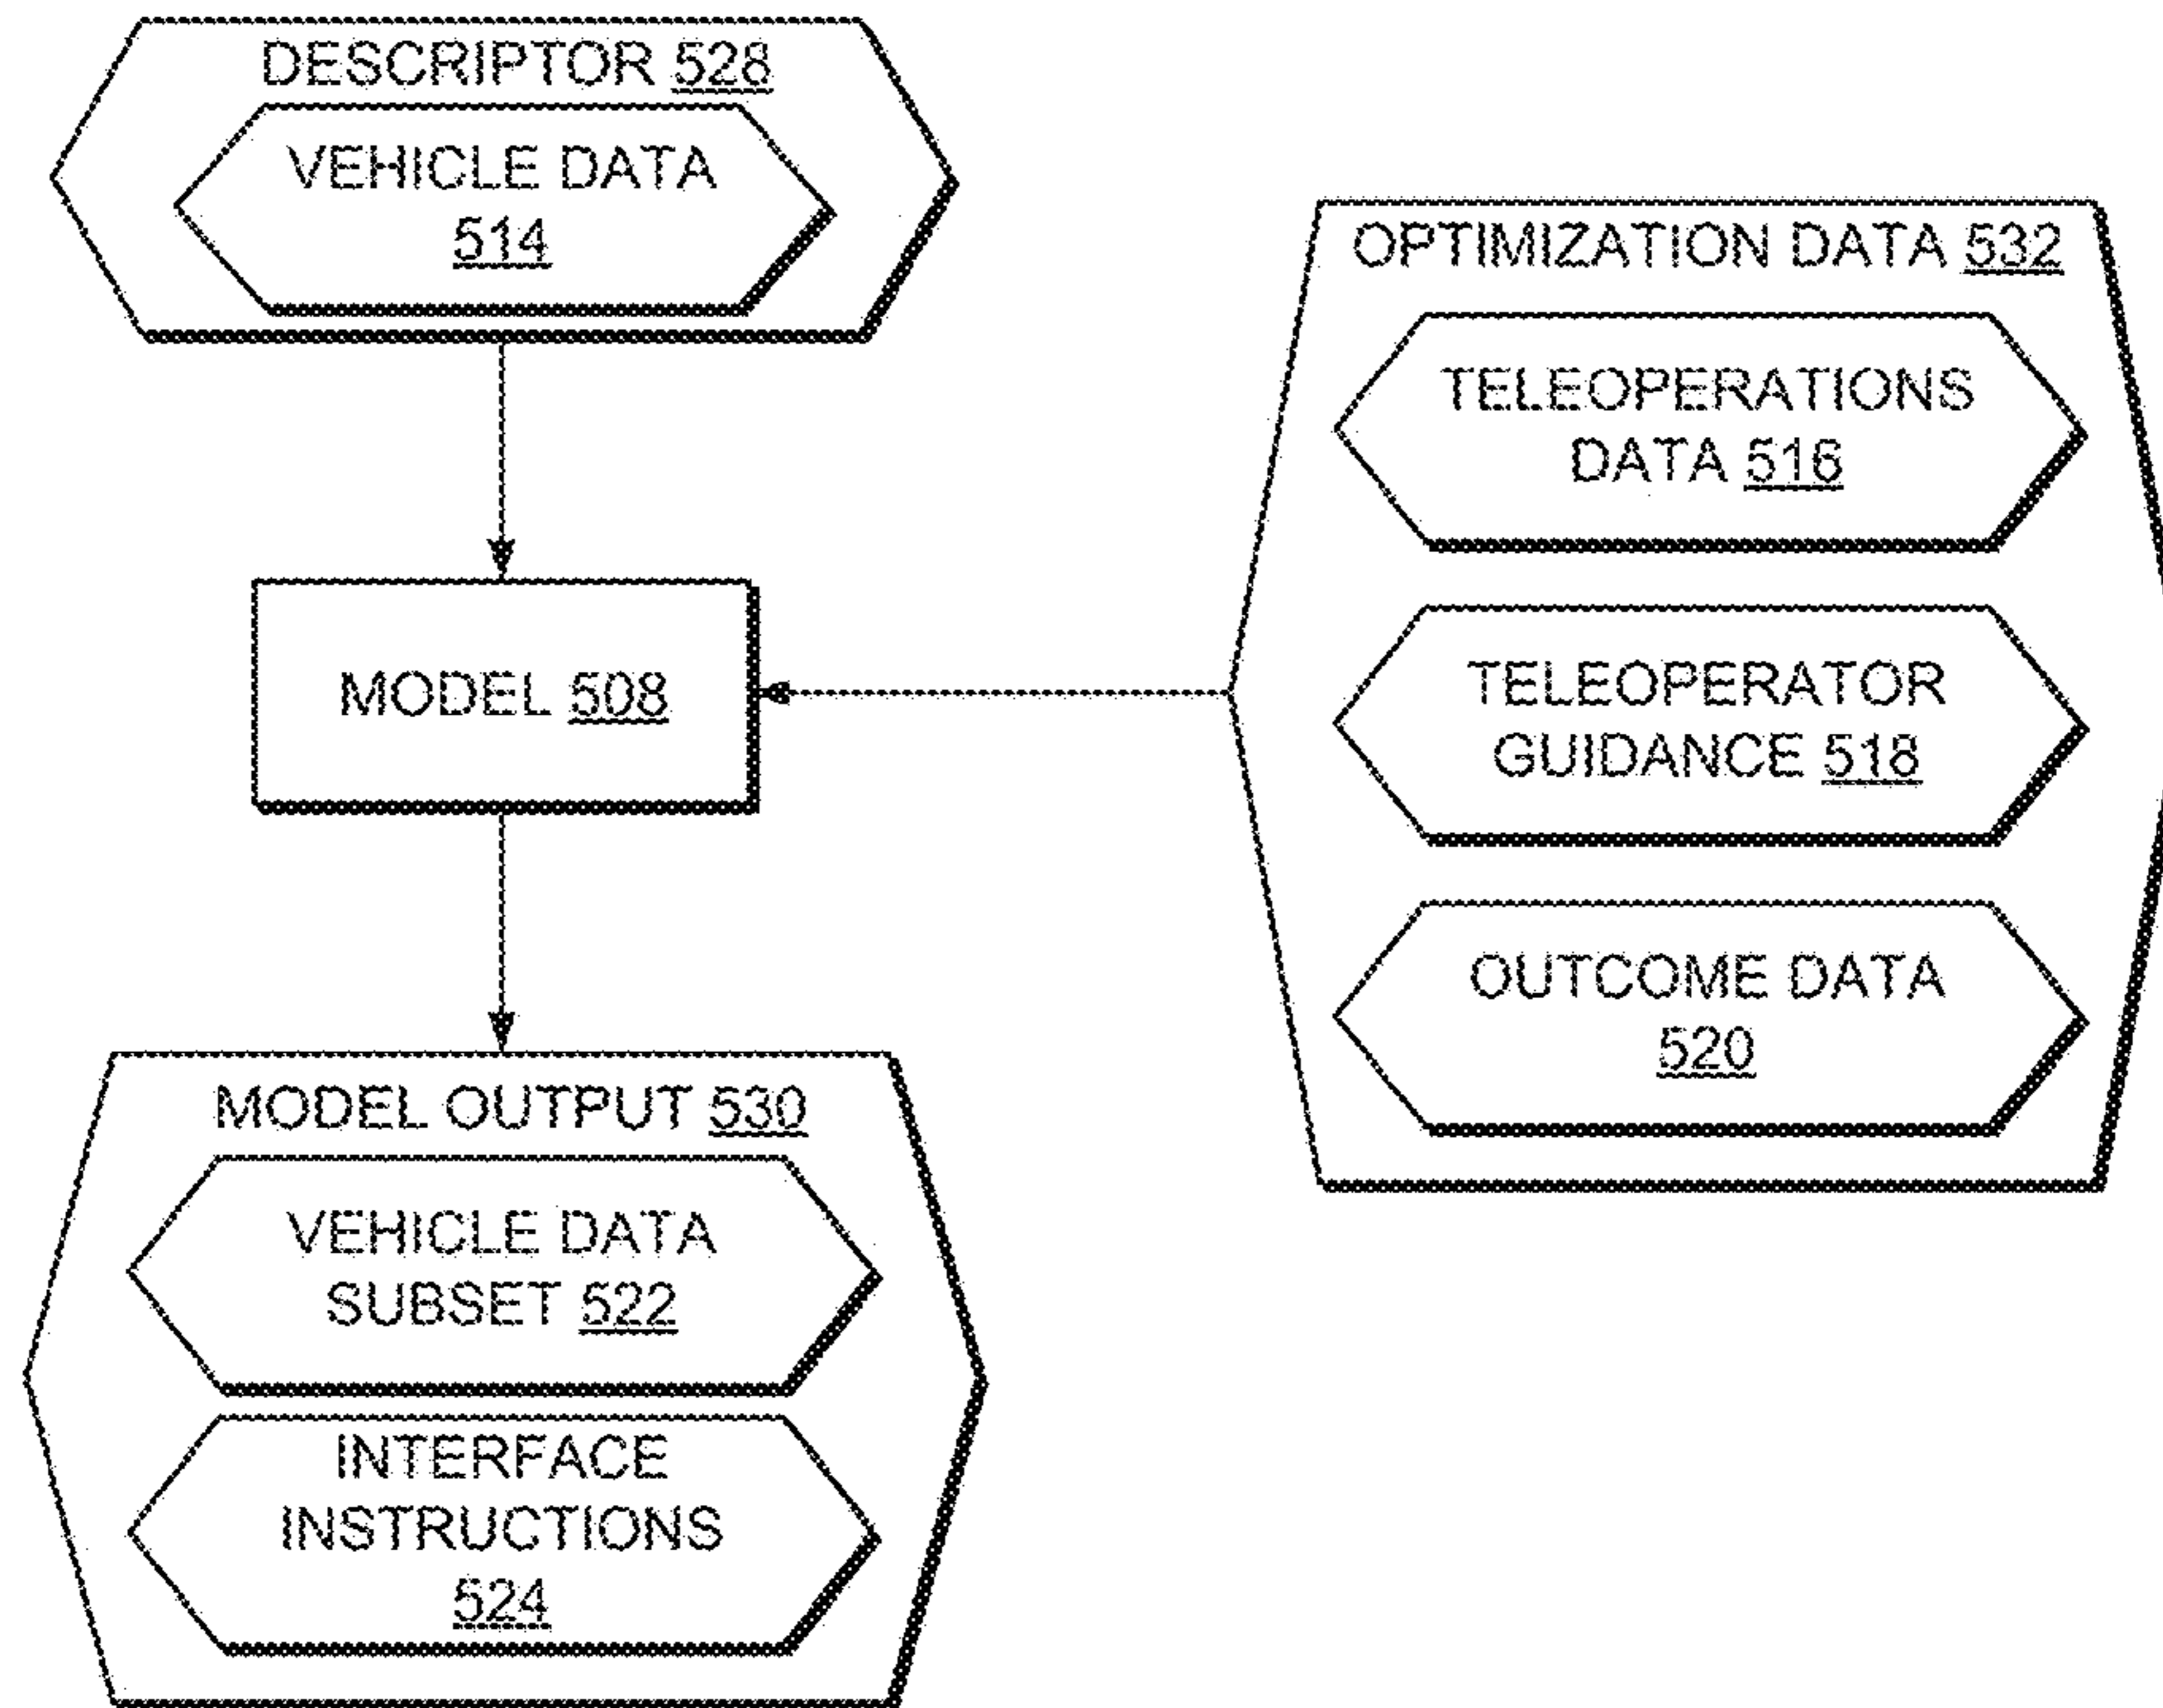 DESCRIPTOR 528
VEHICLE DATA
514
OPTIMIZATION DATA 532
TELEOPERATIONS
DATA 516
MODEL 508
TELEOPERATOR
GUIDANCE 518
OUTCOME DATA
520
MODEL OUTPUT 530
VEHICLE DATA
SUBSET 522
INTERFACE
INSTRUCTIONS
524